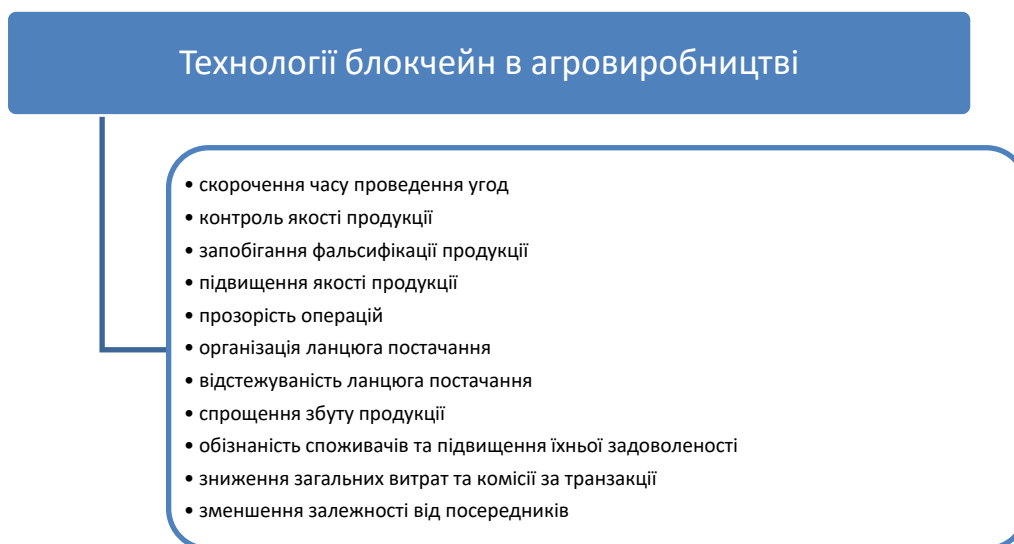 Технології блокчейн в агровиробництві
• скорочення часу проведення угод
• контроль якості продукції
• запобігання фальсифікації продукції
• підвищення якості продукції
• прозорість операцій
• організація ланцюга постачання
• відстежуваність ланцюга постачання
• спрощення збуту продукції
• обізнаність споживачів та підвищення їхньої задоволеності
• зниження загальних витрат та комісії за транзакції
• зменшення залежності від посередників